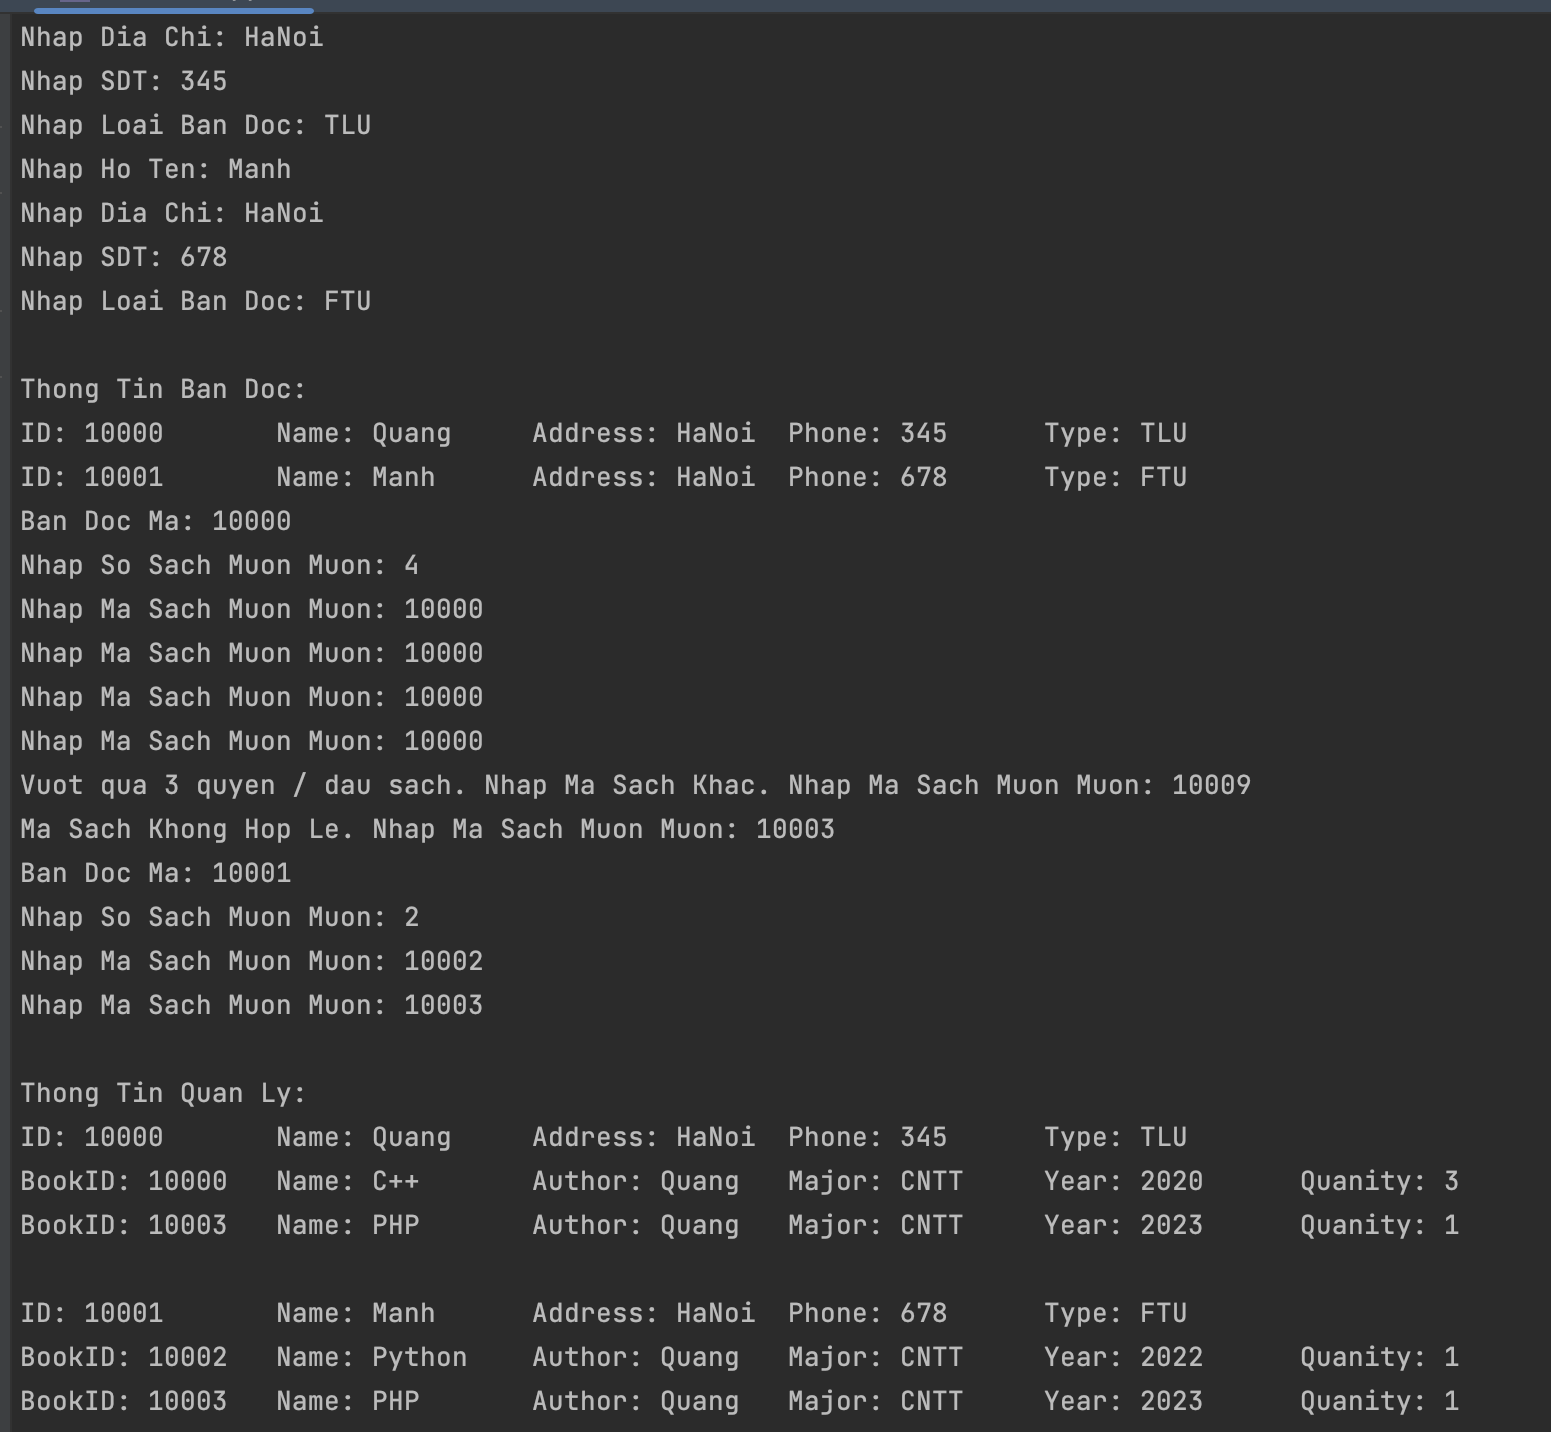 Nhap Dia Chi: HaNoi
Nhap SDT: 345
Nhap Loai Ban Doc: TLU
Nhap Ho Ten: Manh
Nhap Dia Chi: HaNoi
Nhap SDT: 678
Nhap Loai Ban Doc: FTU
Thong Tin Ban Doc:
ID: 10000 Name: Quang Address: HaNoi Phone: 345 Type: TLU
ID: 10001 Name: Manh Address: HaNoi Phone: 678 Type: FTU
Ban Doc Ma: 10000
Nhap So Sach Muon Muon: 4
Nhap Ma Sach Muon Muon: 10000
Nhap Ma Sach Muon Muon: 10000
Nhap Ma Sach Muon Muon: 10000
Nhap Ma Sach Muon Muon: 10000
Vuot qua 3 quyen / dau sach. Nhap Ma Sach Khac. Nhap Ma Sach Muon Muon: 10009
Ma Sach Khong Hop Le. Nhap Ma Sach Muon Muon: 10003
Ban Doc Ma: 10001
Nhap So Sach Muon Muon: 2
Nhap Ma Sach Muon Muon: 10002
Nhap Ma Sach Muon Muon: 10003
Thong Tin Quan Ly:
ID: 10000 Name: Quang Address: HaNoi Phone: 345 Type: TLU
BookID: 10000 Name: C++ Author: Quang Major: CNTT Year: 2020 Quanity: 3
BookID: 10003 Name: PHP Author: Quang Major: CNTT Year: 2023 Quanity: 1
ID: 10001 Name: Manh Address: HaNoi Phone: 678 Type: FTU
BookID: 10002 Name: Python Author: Quang Major: CNTT Year: 2022 Quanity: 1
BookID: 10003 Name: PHP Author: Quang Major: CNTT Year: 2023 Quanity: 1